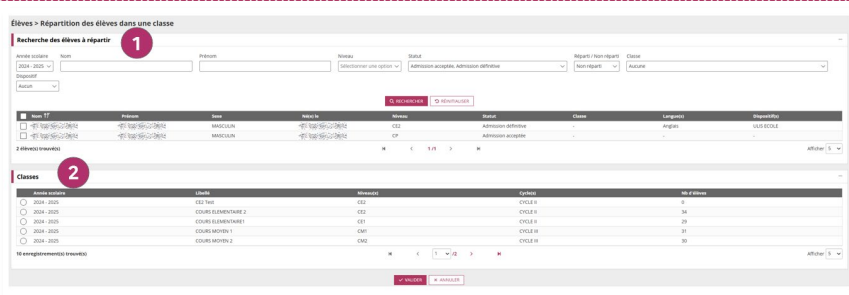 Élèves > Répartition des élèves dans une classe
Recherche des élèves à répartir
1
Année scolaire Nom Prénom Niveau Statut Réparti / Non réparti Classe
2024 - 2025 Sélectionner une option Admission acceptée, Admission définitive Non réparti Aucune
Dispositif
Aucun
RECHERCHER RÉINITIALISER
Nom Prénom Sexe Né(e) le Niveau Statut Classe Langue(s) Dispositif(s)
MASCULIN CE2 Admission définitive - Anglais ULIS ECOLE
MASCULIN CP Admission acceptée - - -
2 élève(s) trouvé(s) 1 /1 Afficher 5
2
Classes
Année scolaire Libellé Niveau(x) Cycle(s) Nb d'élèves
2024 - 2025 CE2 Test CE2 CYCLE II 0
2024 - 2025 COURS ELEMENTAIRE 2 CE2 CYCLE II 34
2024 - 2025 COURS ELEMENTAIRE1 CE1 CYCLE II 29
2024 - 2025 COURS MOYEN 1 CM1 CYCLE III 31
2024 - 2025 COURS MOYEN 2 CM2 CYCLE III 30
10 enregistrement(s) trouvé(s) 1 /2 Afficher 5
VALIDER ANNULER